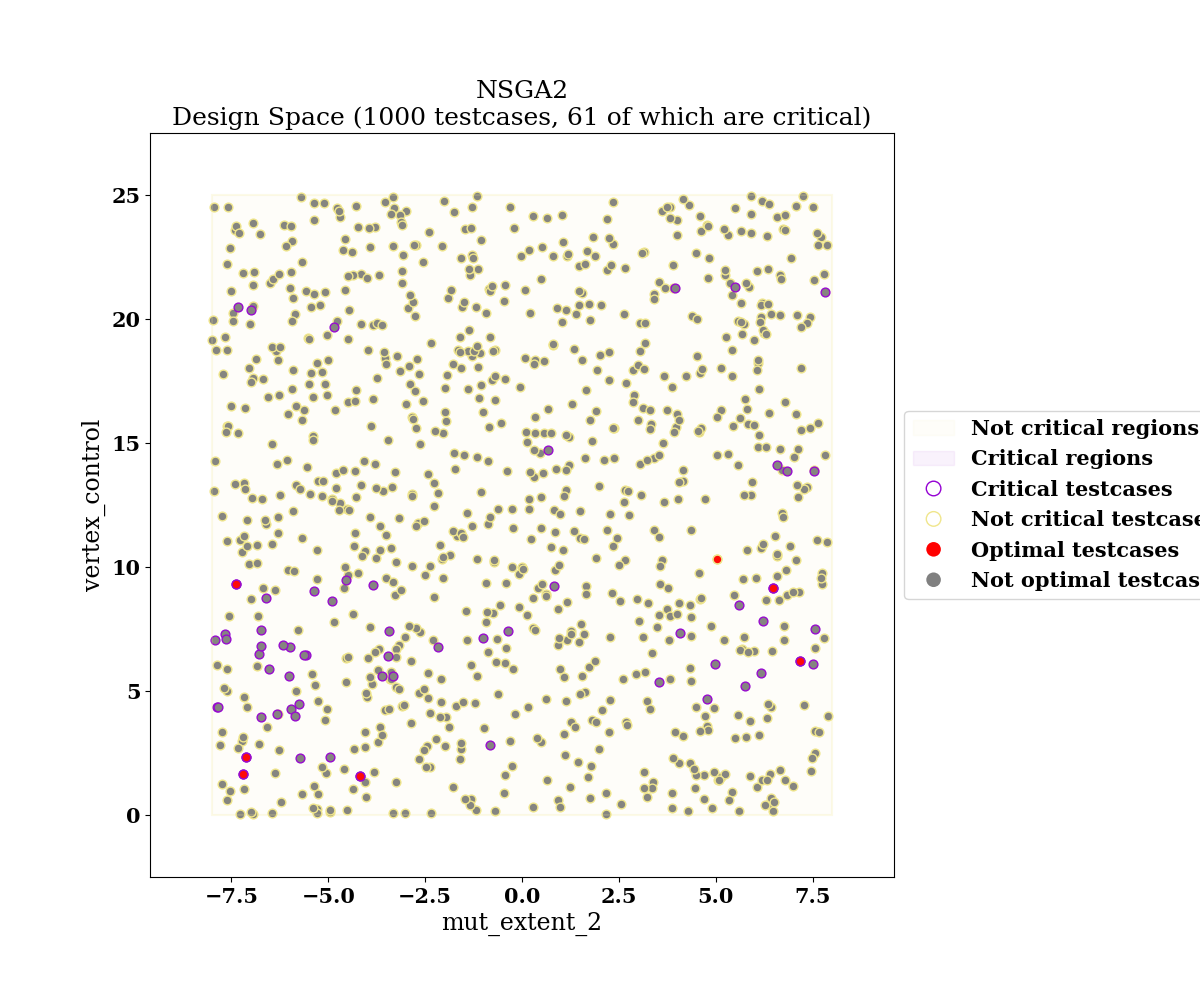 NSGA2
Design Space (1000 testcases, 61 of which are critical)
25
20
15
10
5
0
vertex_control
−7.5
−5.0
−2.5
0.0
2.5
5.0
7.5
mut_extent_2
Not critical regions
Critical regions
Critical testcases
Not critical testcase
Optimal testcases
Not optimal testcas